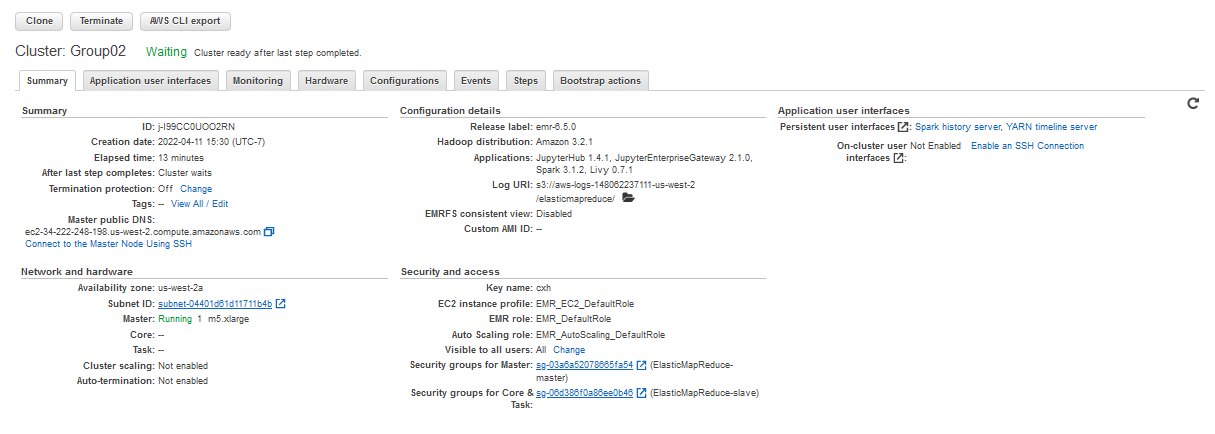 Clone Terminate AWS CLI export
Cluster: Group02 Waiting Cluster ready after last step completed.
Summary Application user interfaces Monitoring Hardware Configurations Events Steps Bootstrap actions
Summary
ID: j-I99CC0UOO2RN
Creation date: 2022-04-11 15:30 (UTC-7)
Elapsed time: 13 minutes
After last step completes: Cluster waits
Termination protection: Off Change
Tags: -- View All / Edit
Master public DNS:
ec2-34-222-248-198.us-west-2.compute.amazonaws.com
Connect to the Master Node Using SSH
Configuration details
Release label: emr-6.5.0
Hadoop distribution: Amazon 3.2.1
Applications: JupyterHub 1.4.1, JupyterEnterpriseGateway 2.1.0,
Spark 3.1.2, Livy 0.7.1
Log URI: s3://aws-logs-148062237111-us-west-2
/elasticmapreduce/
EMRFS consistent view: Disabled
Custom AMI ID: --
Application user interfaces
Persistent user interfaces : Spark history server, YARN timeline server
On-cluster user Not Enabled Enable an SSH Connection
interfaces :
Network and hardware
Availability zone: us-west-2a
Subnet ID: subnet-04401d61d11711b4b
Master: Running 1 m5.xlarge
Core: --
Task: --
Cluster scaling: Not enabled
Auto-termination: Not enabled
Security and access
Key name: cxh
EC2 instance profile: EMR_EC2_DefaultRole
EMR role: EMR_DefaultRole
Auto Scaling role: EMR_AutoScaling_DefaultRole
Visible to all users: All Change
Security groups for Master: sg-03a6a52078665fa54 (ElasticMapReduce-
master)
Security groups for Core & sg-06d386f0a86ee0b46 (ElasticMapReduce-slave)
Task: